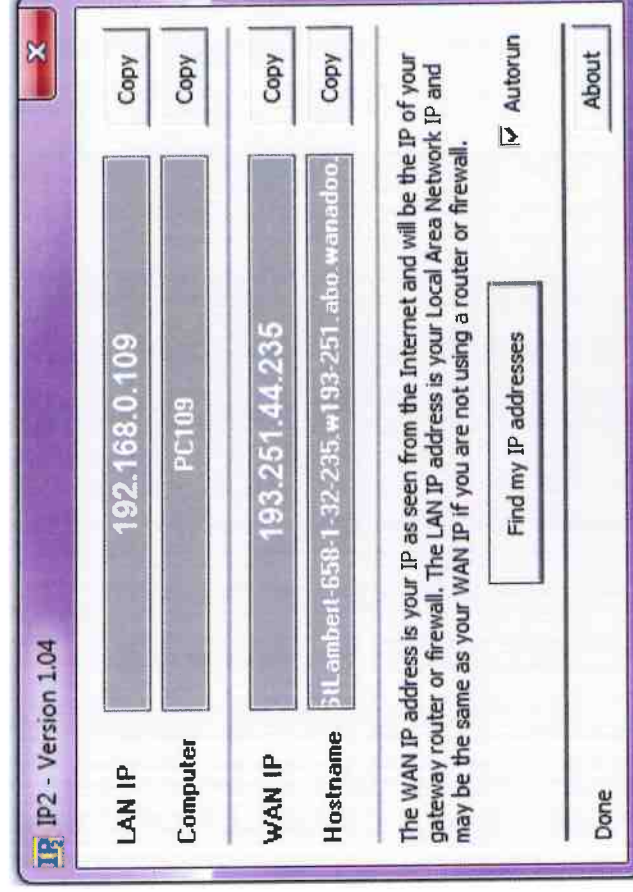 IP2 - Version 1.04
LAN IP 192.168.0.109 Copy
Computer PC109 Copy
WAN IP 193.251.44.235 Copy
Hostname StLambert-658-1-32-235.w193-251.abo.wanadoo. Copy
The WAN IP address is your IP as seen from the Internet and will be the IP of your
gateway router or firewall. The LAN IP address is your Local Area Network IP and
may be the same as your WAN IP if you are not using a router or firewall.
Find my IP addresses Autorun
Done About